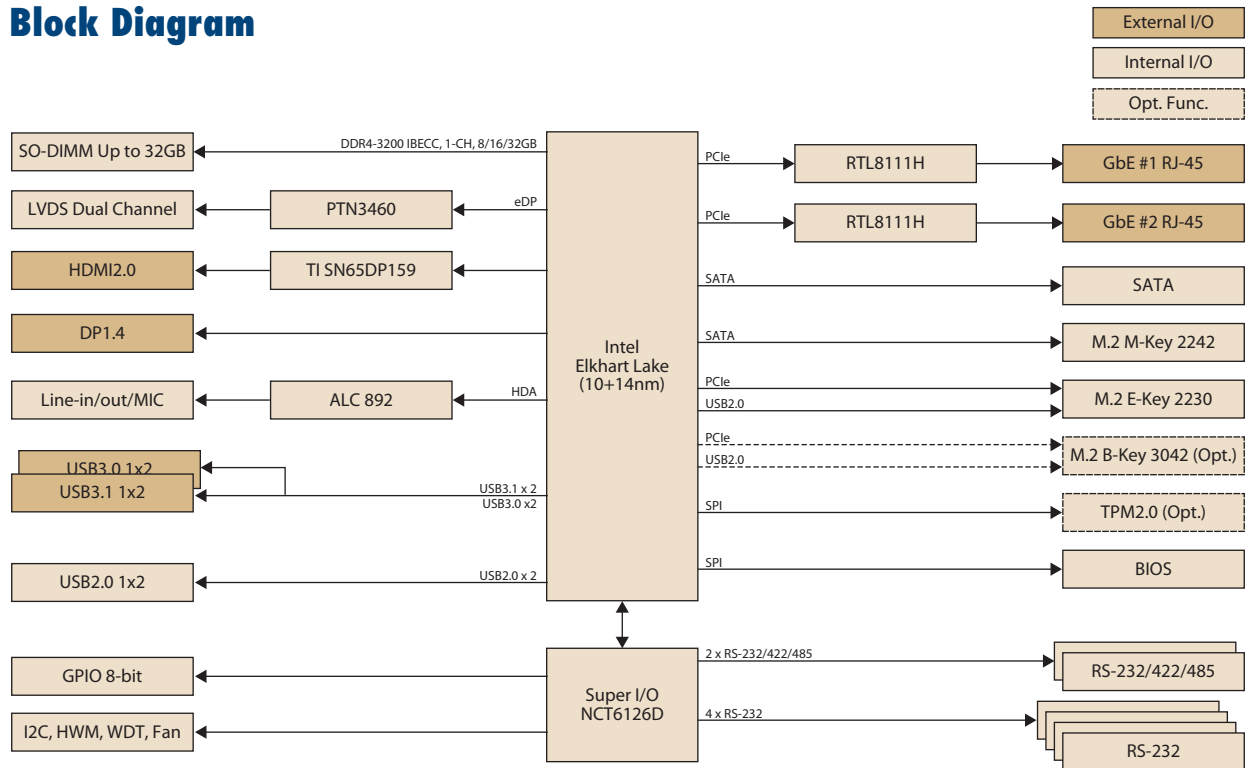 Block Diagram
External I/O
Internal I/O
Opt. Func.
SO-DIMM Up to 32GB
DDR4-3200 IBECC, 1-CH, 8/16/32GB
LVDS Dual Channel
PTN3460
eDP
HDMI2.0
TI SN65DP159
DP1.4
Line-in/out/MIC
ALC 892
HDA
USB3.0 1x2
USB3.1 1x2
USB3.1 x 2
USB3.0 x2
USB2.0 1x2
USB2.0 x 2
Intel
Elkhart Lake
(10+14nm)
PCIe
RTL8111H
GbE #1 RJ-45
PCIe
RTL8111H
GbE #2 RJ-45
SATA
SATA
SATA
M.2 M-Key 2242
PCIe
USB2.0
M.2 E-Key 2230
PCIe
USB2.0
M.2 B-Key 3042 (Opt.)
SPI
TPM2.0 (Opt.)
SPI
BIOS
GPIO 8-bit
I2C, HWM, WDT, Fan
Super I/O
NCT6126D
2 x RS-232/422/485
RS-232/422/485
4 x RS-232
RS-232